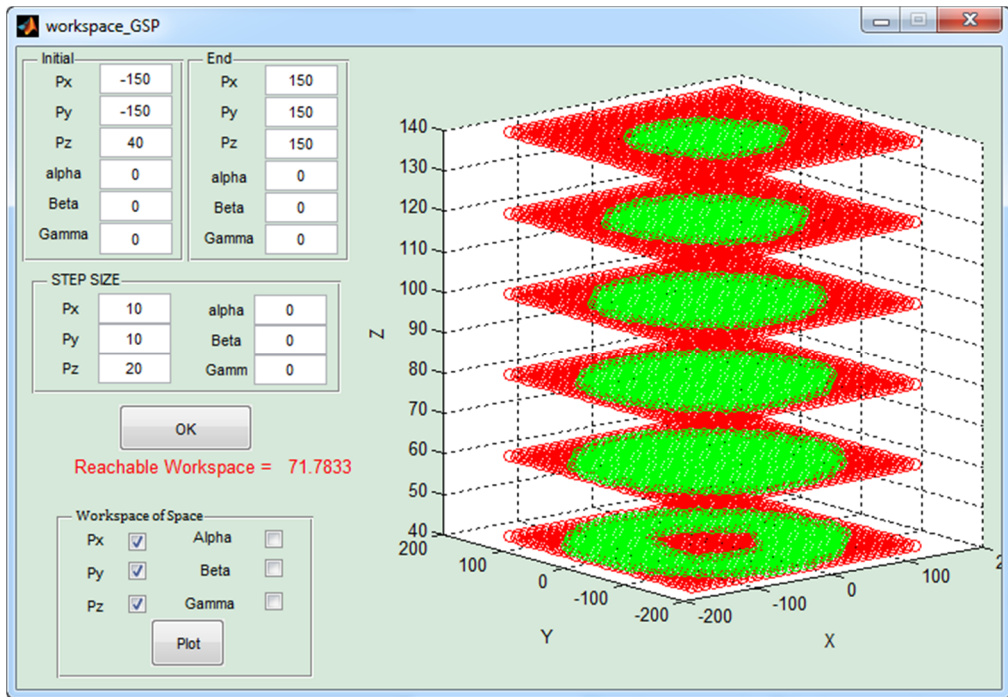 workspace_GSP
Initial
Px -150
Py -150
Pz 40
alpha 0
Beta 0
Gamma 0
End
Px 150
Py 150
Pz 150
alpha 0
Beta 0
Gamma 0
STEP SIZE
Px 10 alpha 0
Py 10 Beta 0
Pz 20 Gamm 0
OK
Reachable Workspace = 71.7833
Workspace of Space
Px Alpha
Py Beta
Pz Gamma
Plot
140
130
120
110
100
90
80
70
60
50
40
Z
200
100
0
-100
-200
Y
-200
-100
0
100
2
X